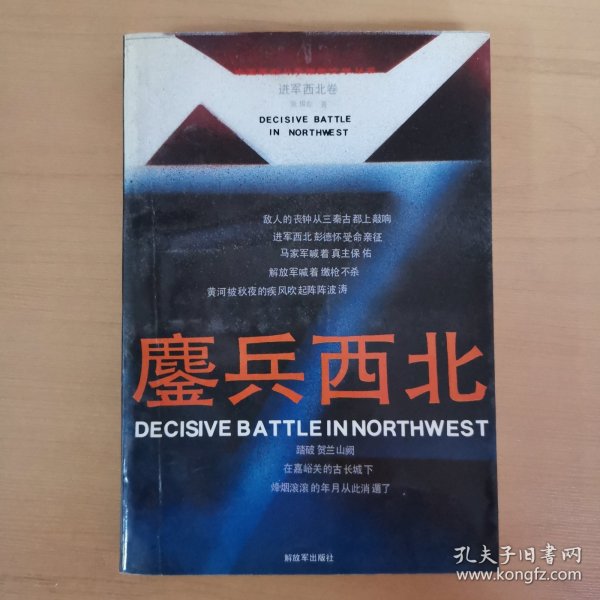 进军西北卷
著
DECISIVE BATTLE
IN NORTHWEST
敌人的丧钟从三秦古都上敲响
进军西北彭德怀受命亲征
马家军喊着真主保佑
解放军喊着缴枪不杀
黄河被秋夜的疾风吹起阵阵波涛
鏖兵西北
DECISIVE BATTLE IN NORTHWEST
踏破贺兰山阙
在嘉峪关的古长城下
烽烟滚滚的年月从此消遁了
解放军出版社
孔夫子旧书网
www.kongfz.com